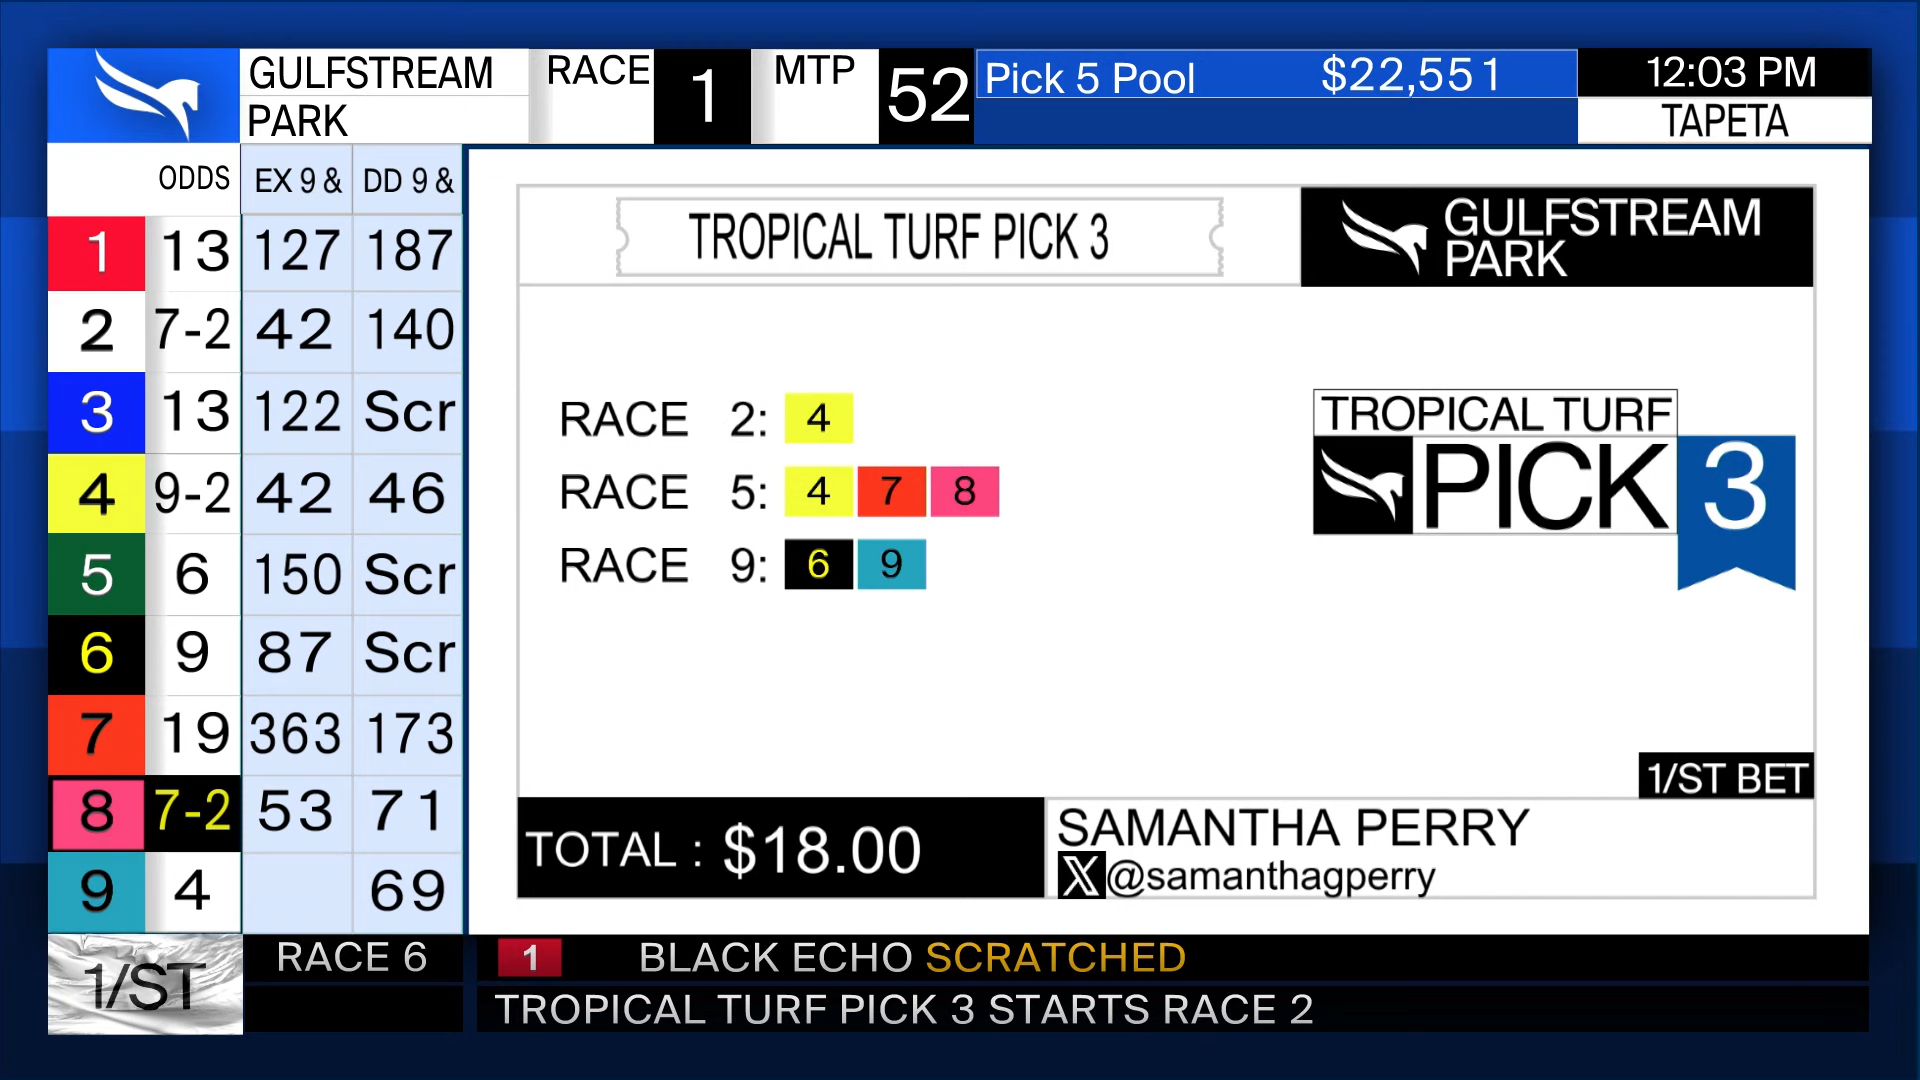 GULFSTREAM PARK RACE 1 MTP 52 Pick 5 Pool $22,551 12:03 PM
TAPETA
ODDS EX 9 & DD 9 &
1 13 127 187
2 7-2 42 140
3 13 122 Scr
4 9-2 42 46
5 6 150 Scr
6 9 87 Scr
7 19 363 173
8 7-2 53 71
9 4 69
TROPICAL TURF PICK 3
GULFSTREAM
PARK
RACE 2: 4
RACE 5: 4 7 8
RACE 9: 6 9
TROPICAL TURF
PICK 3
1/ST BET
TOTAL : $18.00
SAMANTHA PERRY
X @samanthagperry
1/ST
RACE 6 1 BLACK ECHO SCRATCHED
TROPICAL TURF PICK 3 STARTS RACE 2